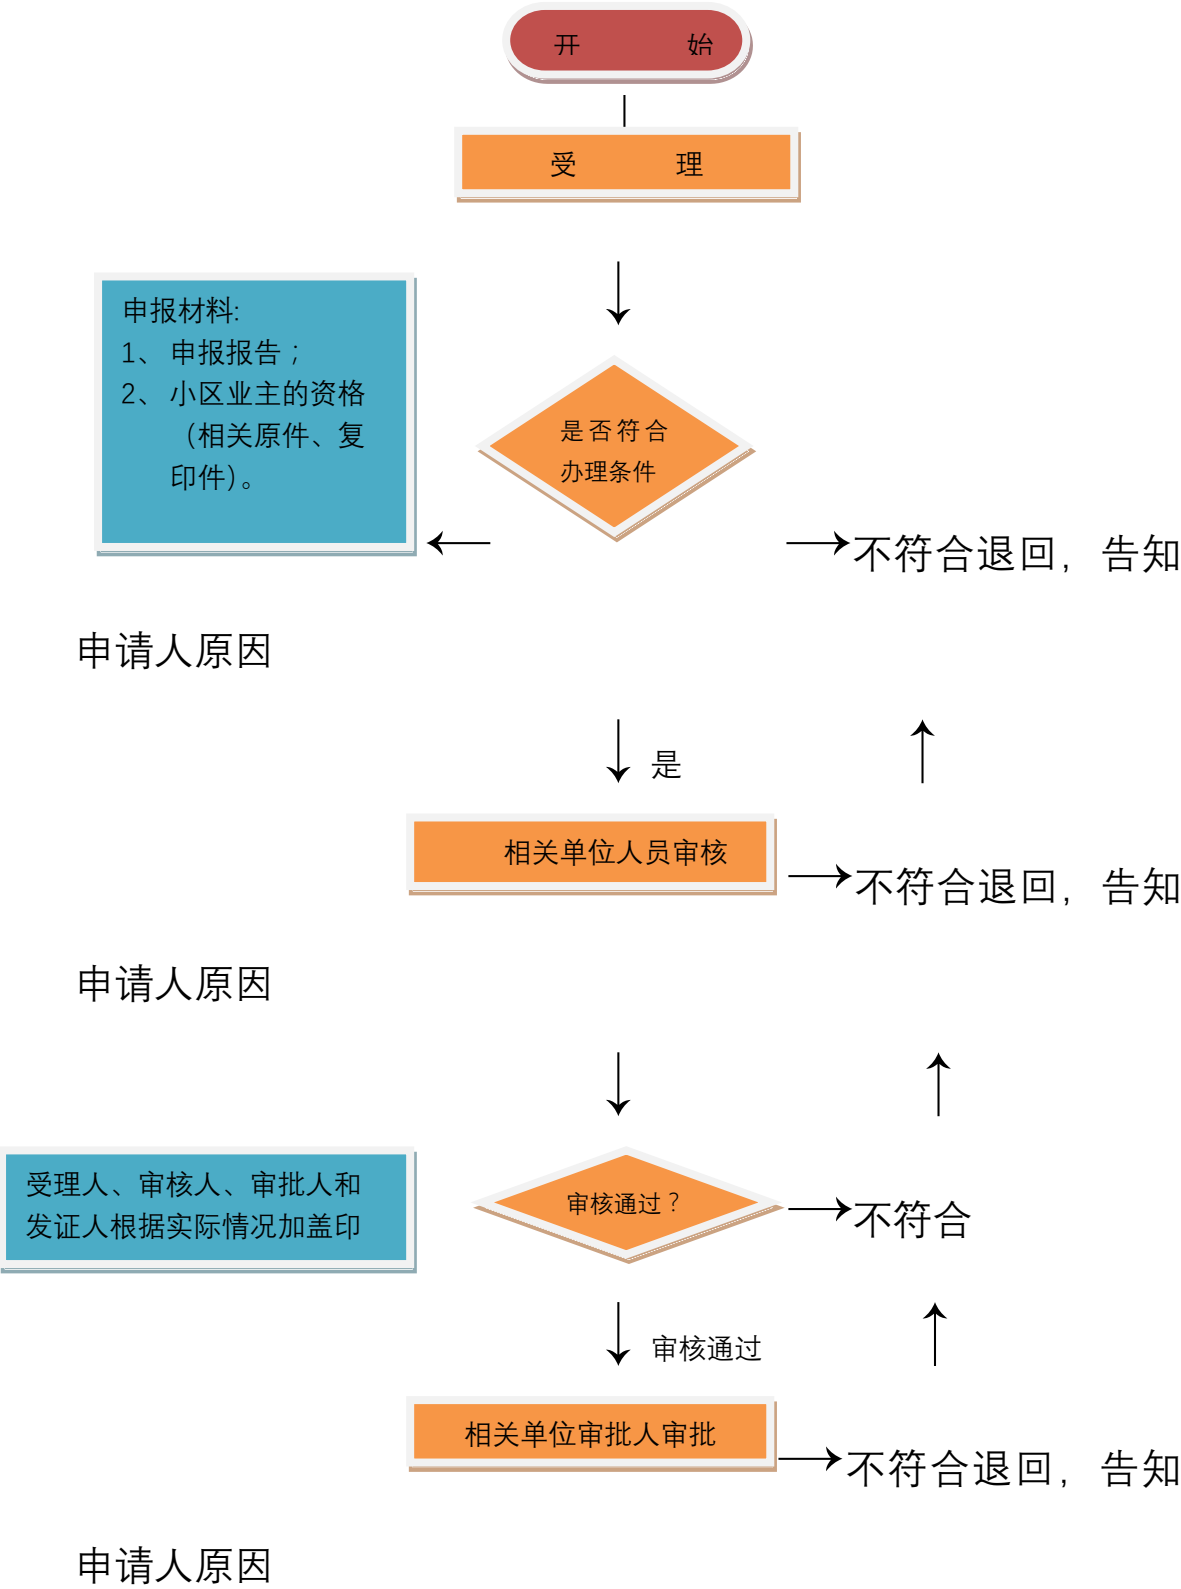 开 始
受 理
申报材料:
1、 申报报告；
2、 小区业主的资格
（相关原件、复
印件）。
是否符合
办理条件
不符合退回，告知
申请人原因
是
相关单位人员审核
不符合退回，告知
申请人原因
受理人、审核人、审批人和
发证人根据实际情况加盖印
审核通过？
不符合
审核通过
相关单位审批人审批
不符合退回，告知
申请人原因